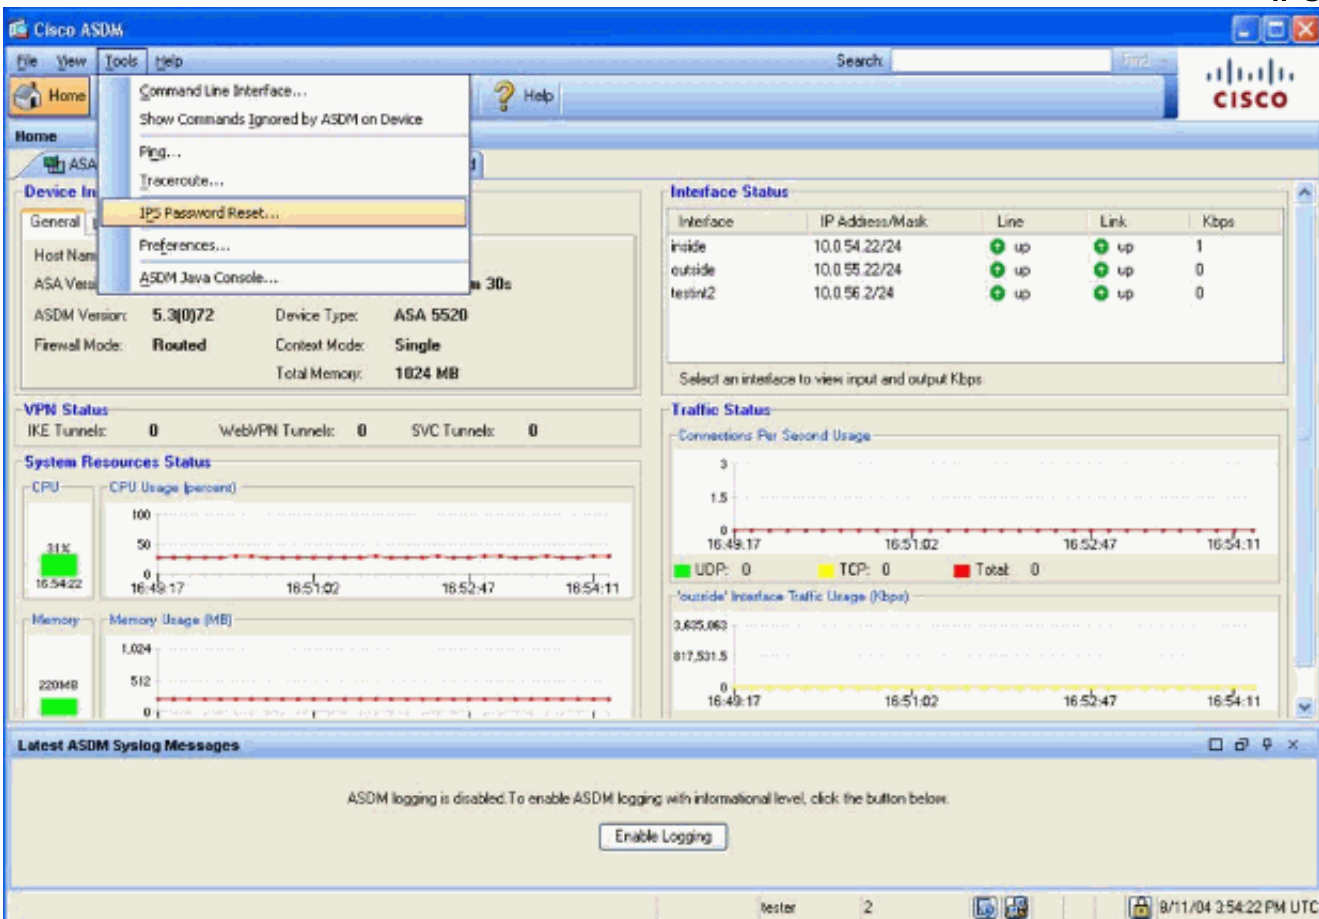 Cisco ASDM
File View Tools Help
Search:
Find
Home
Command Line Interface...
Show Commands Ignored by ASDM on Device
Ping...
Traceroute...
IPS Password Reset...
Preferences...
ASDM Java Console...
Help
CISCO
Home
ASA
Device In
General
Host Nam
ASA Versi
m 30s
ASDM Version: 5.3(0)72 Device Type: ASA 5520
Firewall Mode: Routed Context Mode: Single
Total Memory: 1024 MB
Interface Status
Interface IP Address/Mask Line Link Kbps
inside 10.0.54.22/24 up up 1
outside 10.0.55.22/24 up up 0
testint2 10.0.56.2/24 up up 0
Select an interface to view input and output Kbps
VPN Status
IKE Tunnels: 0 WebVPN Tunnels: 0 SVC Tunnels: 0
System Resources Status
CPU
31%
16:54:22
CPU Usage (percent)
100
50
0
16:49:17 16:51:02 16:52:47 16:54:11
Memory
220MB
Memory Usage (MB)
1,024
512
0
Traffic Status
Connections Per Second Usage
3
1.5
0
16:49:17 16:51:02 16:52:47 16:54:11
UDP: 0 TCP: 0 Total: 0
'outside' Interface Traffic Usage (Kbps)
3,635,063
817,531.5
0
16:49:17 16:51:02 16:52:47 16:54:11
Latest ASDM Syslog Messages
ASDM logging is disabled.To enable ASDM logging with informational level, click the button below.
Enable Logging
tester 2 8/11/04 3:54:22 PM UTC